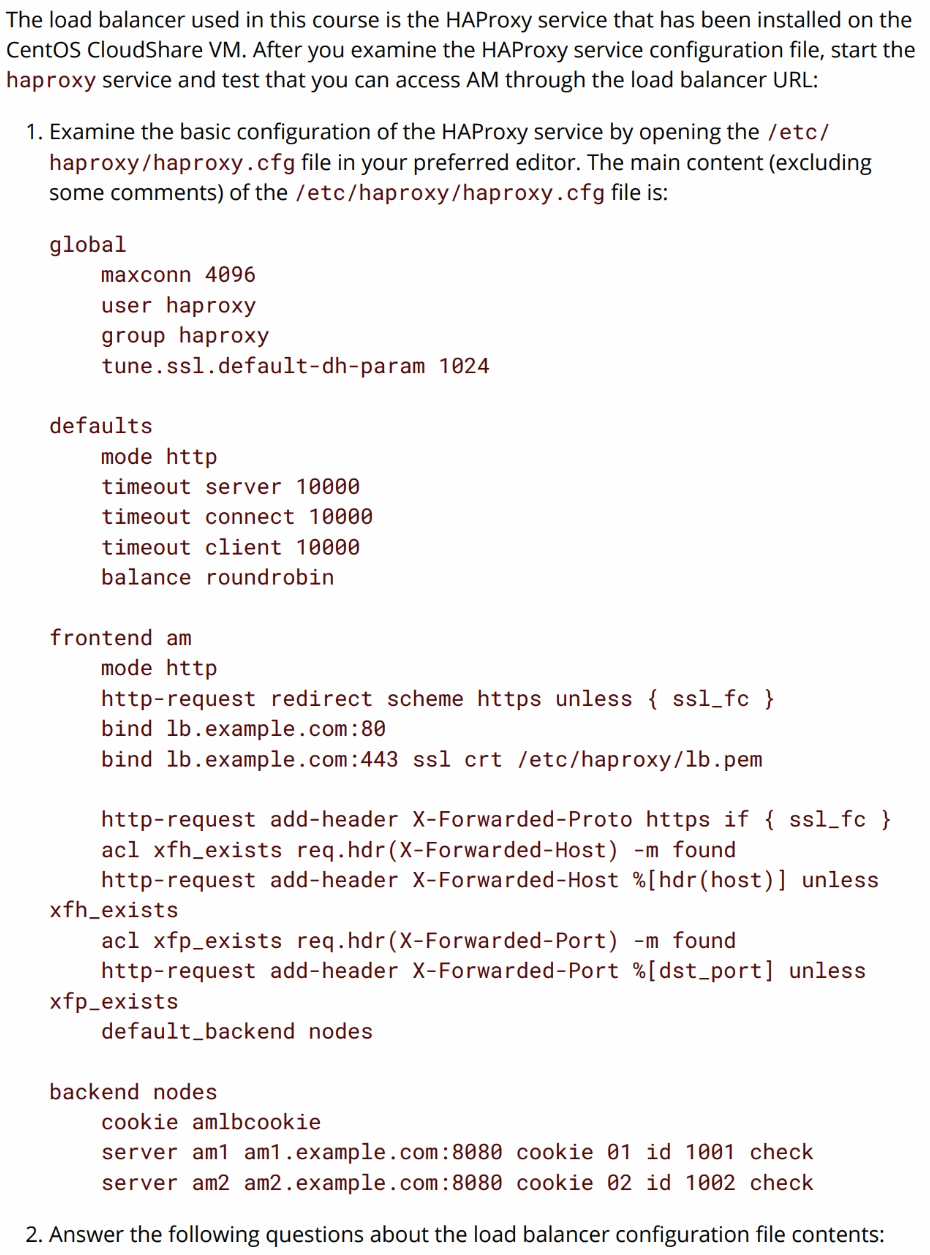 The load balancer used in this course is the HAProxy service that has been installed on the
CentOS CloudShare VM. After you examine the HAProxy service configuration file, start the
haproxy service and test that you can access AM through the load balancer URL:
1. Examine the basic configuration of the HAProxy service by opening the /etc/
haproxy/haproxy.cfg file in your preferred editor. The main content (excluding
some comments) of the /etc/haproxy/haproxy.cfg file is:
global
    maxconn 4096
    user haproxy
    group haproxy
    tune.ssl.default-dh-param 1024
defaults
    mode http
    timeout server 10000
    timeout connect 10000
    timeout client 10000
    balance roundrobin
frontend am
    mode http
    http-request redirect scheme https unless { ssl_fc }
    bind lb.example.com:80
    bind lb.example.com:443 ssl crt /etc/haproxy/lb.pem
    http-request add-header X-Forwarded-Proto https if { ssl_fc }
    acl xfh_exists req.hdr(X-Forwarded-Host) -m found
    http-request add-header X-Forwarded-Host %[hdr(host)] unless
xfh_exists
    acl xfp_exists req.hdr(X-Forwarded-Port) -m found
    http-request add-header X-Forwarded-Port %[dst_port] unless
xfp_exists
    default_backend nodes
backend nodes
    cookie amlbcookie
    server am1 am1.example.com:8080 cookie 01 id 1001 check
    server am2 am2.example.com:8080 cookie 02 id 1002 check
2. Answer the following questions about the load balancer configuration file contents: